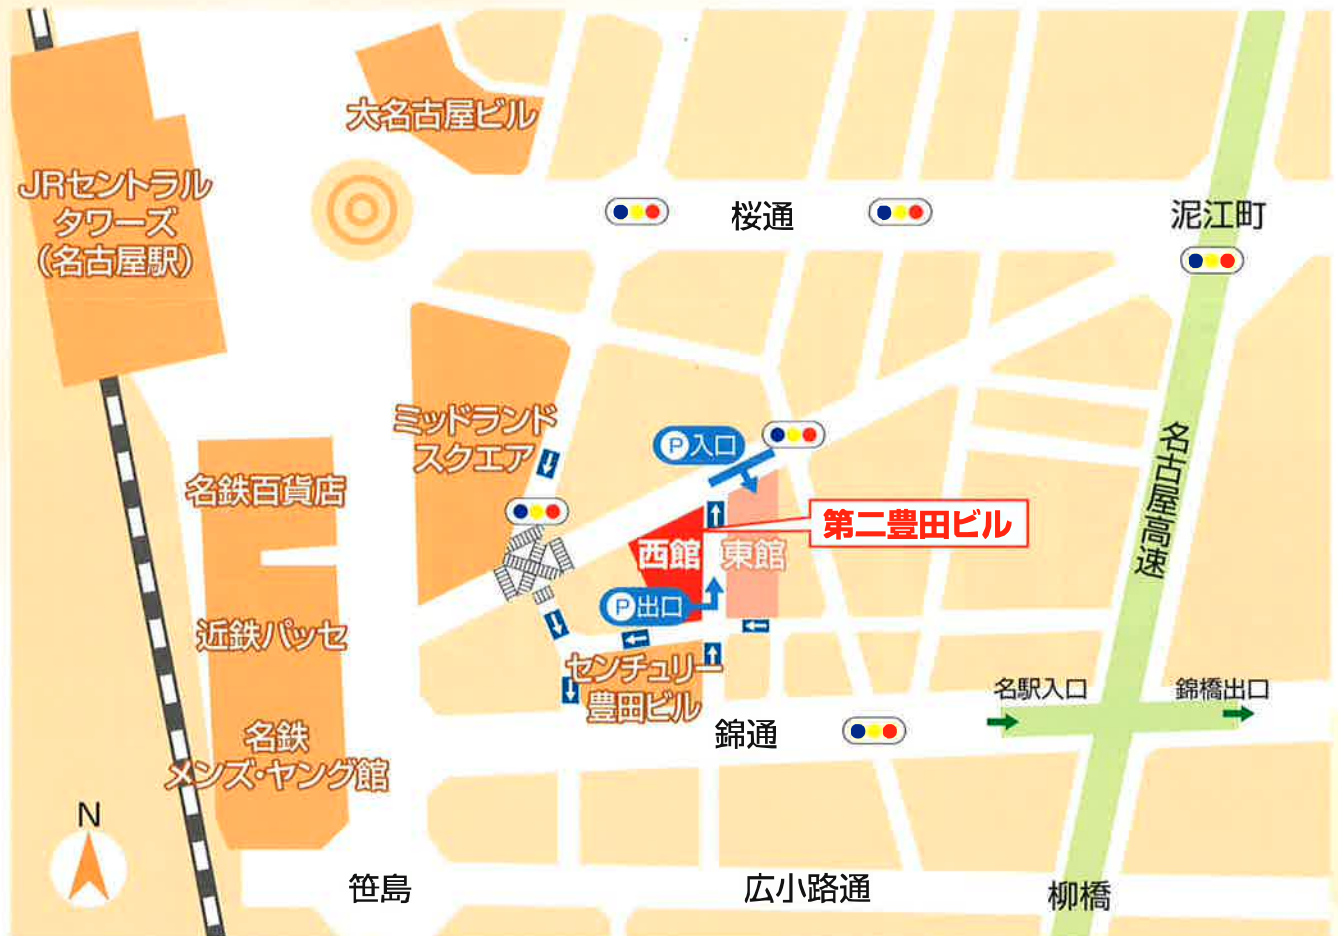 大名古屋ビル
JRセントラル
タワーズ
（名古屋駅）
桜通
泥江町
ミッドランド
スクエア
P入口
名古屋高速
名鉄百貨店
第二豊田ビル
西館
東館
P出口
近鉄パッセ
センチュリー
豊田ビル
名駅入口
錦橋出口
錦通
名鉄
メンズ・ヤング館
N
笹島
広小路通
柳橋